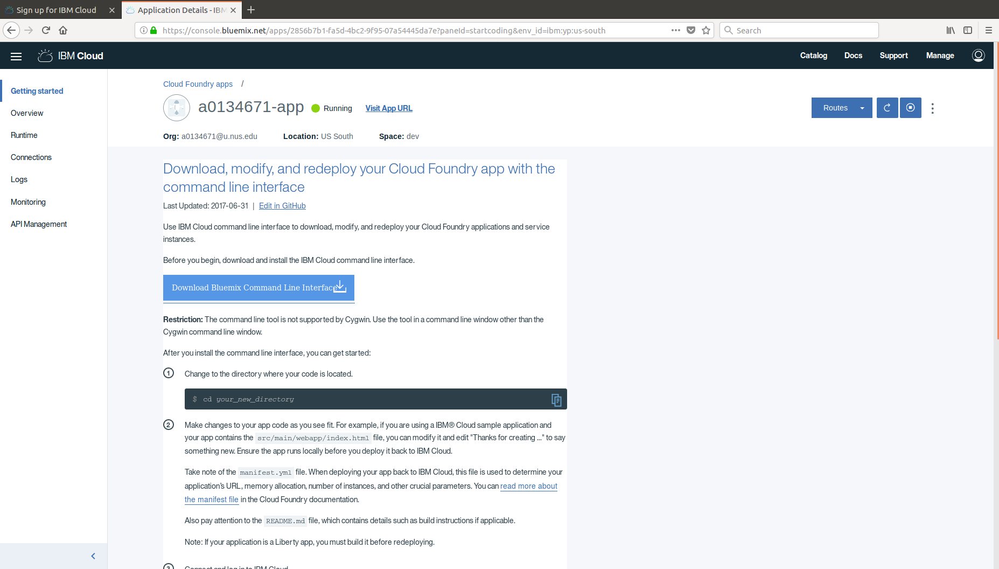 Sign up for IBM Cloud
Application Details - IBM
https://console.bluemix.net/apps/2856b7b1-fa5d-4bc2-9f95-07a54445da7e?paneId=startcoding&env_id=ibm:yp:us-south
Search
IBM Cloud
Catalog
Docs
Support
Manage
Getting started
Overview
Runtime
Connections
Logs
Monitoring
API Management
Cloud Foundry apps /
a0134671-app
Running
Visit App URL
Routes
Org: a0134671@u.nus.edu
Location: US South
Space: dev
Download, modify, and redeploy your Cloud Foundry app with the
command line interface
Last Updated: 2017-06-31 | Edit in GitHub
Use IBM Cloud command line interface to download, modify, and redeploy your Cloud Foundry applications and service
instances.
Before you begin, download and install the IBM Cloud command line interface.
Download Bluemix Command Line Interface
Restriction: The command line tool is not supported by Cygwin. Use the tool in a command line window other than the
Cygwin command line window.
After you install the command line interface, you can get started:
1 Change to the directory where your code is located.
$ cd your_new_directory
2 Make changes to your app code as you see fit. For example, if you are using a IBM® Cloud sample application and
your app contains the src/main/webapp/index.html file, you can modify it and edit "Thanks for creating ..." to say
something new. Ensure the app runs locally before you deploy it back to IBM Cloud.
Take note of the manifest.yml file. When deploying your app back to IBM Cloud, this file is used to determine your
application's URL, memory allocation, number of instances, and other crucial parameters. You can read more about
the manifest file in the Cloud Foundry documentation.
Also pay attention to the README.md file, which contains details such as build instructions if applicable.
Note: If your application is a Liberty app, you must build it before redeploying.
3 Connect and log in to IBM Cloud